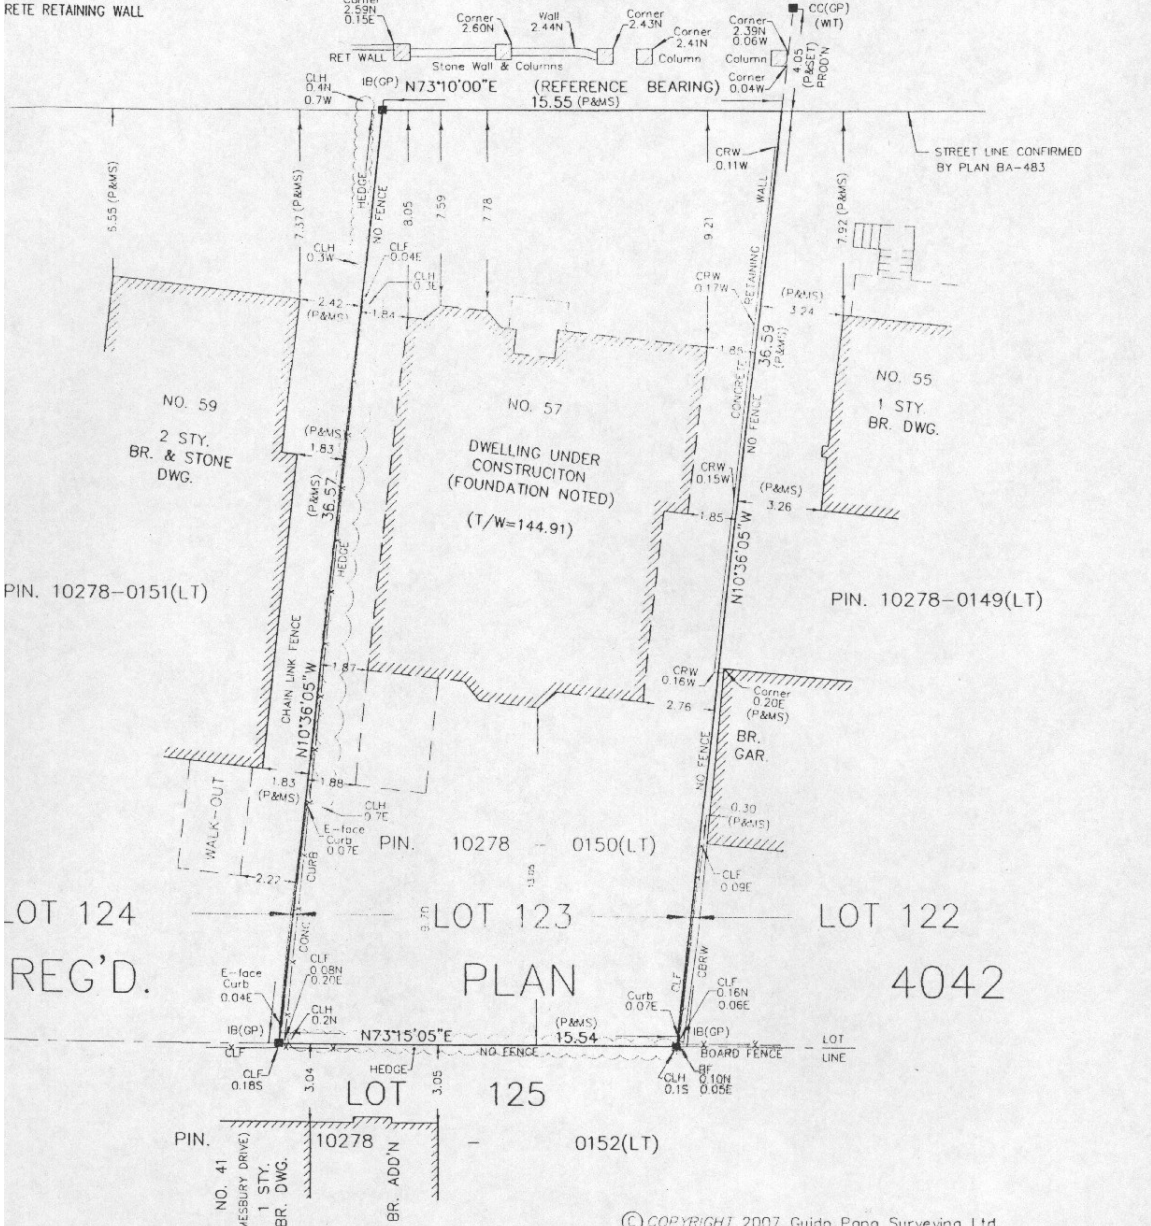 RETE RETAINING WALL
Corner
2.59N
0.15E
Corner
2.60N
Wall
2.44N
Corner
2.43N
Corner
2.41N
Corner
2.39N
0.06W
CC(GP)
(WIT)
RET WALL
Stone Wall & Columns
Column
Column
4.05
(P&SET)
PROD'N
Corner
0.04W
CLH
0.4N
0.7W
IB(GP)
N73°10'00"E (REFERENCE BEARING)
15.55 (P&MS)
STREET LINE CONFIRMED
BY PLAN BA-483
CRW
0.11W
WALL
HEDGE
NO FENCE
7.37 (P&MS)
8.05
7.59
7.78
9.21
7.92 (P&MS)
CLH
0.3W
CLF
0.04E
CLH
0.3E
CRW
0.17W
RETAINING
2.42
(P&MS)
1.84
(P&MS)
3.24
36.59
(P&MS)
NO. 59
2 STY.
BR. & STONE
DWG.
NO. 57
DWELLING UNDER
CONSTRUCITON
(FOUNDATION NOTED)
(T/W=144.91)
NO. 55
1 STY.
BR. DWG.
CONCRETE
NO FENCE
(P&MS)
1.83
(P&MS)
36.57
CRW
0.15W
(P&MS)
3.26
1.85
HEDGE
N10°36'05"W
PIN. 10278-0151(LT)
PIN. 10278-0149(LT)
CHAIN LINK FENCE
N10°36'05"W
1.87
CRW
0.16W
2.76
Corner
0.20E
(P&MS)
BR.
GAR.
NO FENCE
1.83
(P&MS)
1.88
CLH
0.7E
0.30
(P&MS)
WALK-OUT
E-face
Curb
0.07E
PIN. 10278 - 0150(LT)
CURB
2.22
13.05
CLF
0.09E
LOT 124
LOT 123
LOT 122
CONC
REG'D.
PLAN
4042
E-face
Curb
0.04E
CLF
0.08N
0.20E
CLH
0.2N
CLF
CBRW
Curb
0.07E
CLF
0.16N
0.06E
IB(GP)
N73°15'05"E
(P&MS)
15.54
IB(GP)
LOT
LINE
CLF
NO FENCE
BOARD FENCE
CLF
0.18S
HEDGE
CLH
0.1S
BF
0.10N
0.05E
3.04
3.05
LOT 125
PIN. 10278 - 0152(LT)
NO. 41
MESBURY DRIVE)
1 STY.
BR. DWG.
BR. ADD'N
© COPYRIGHT 2007 Guido Papa Surveying Ltd